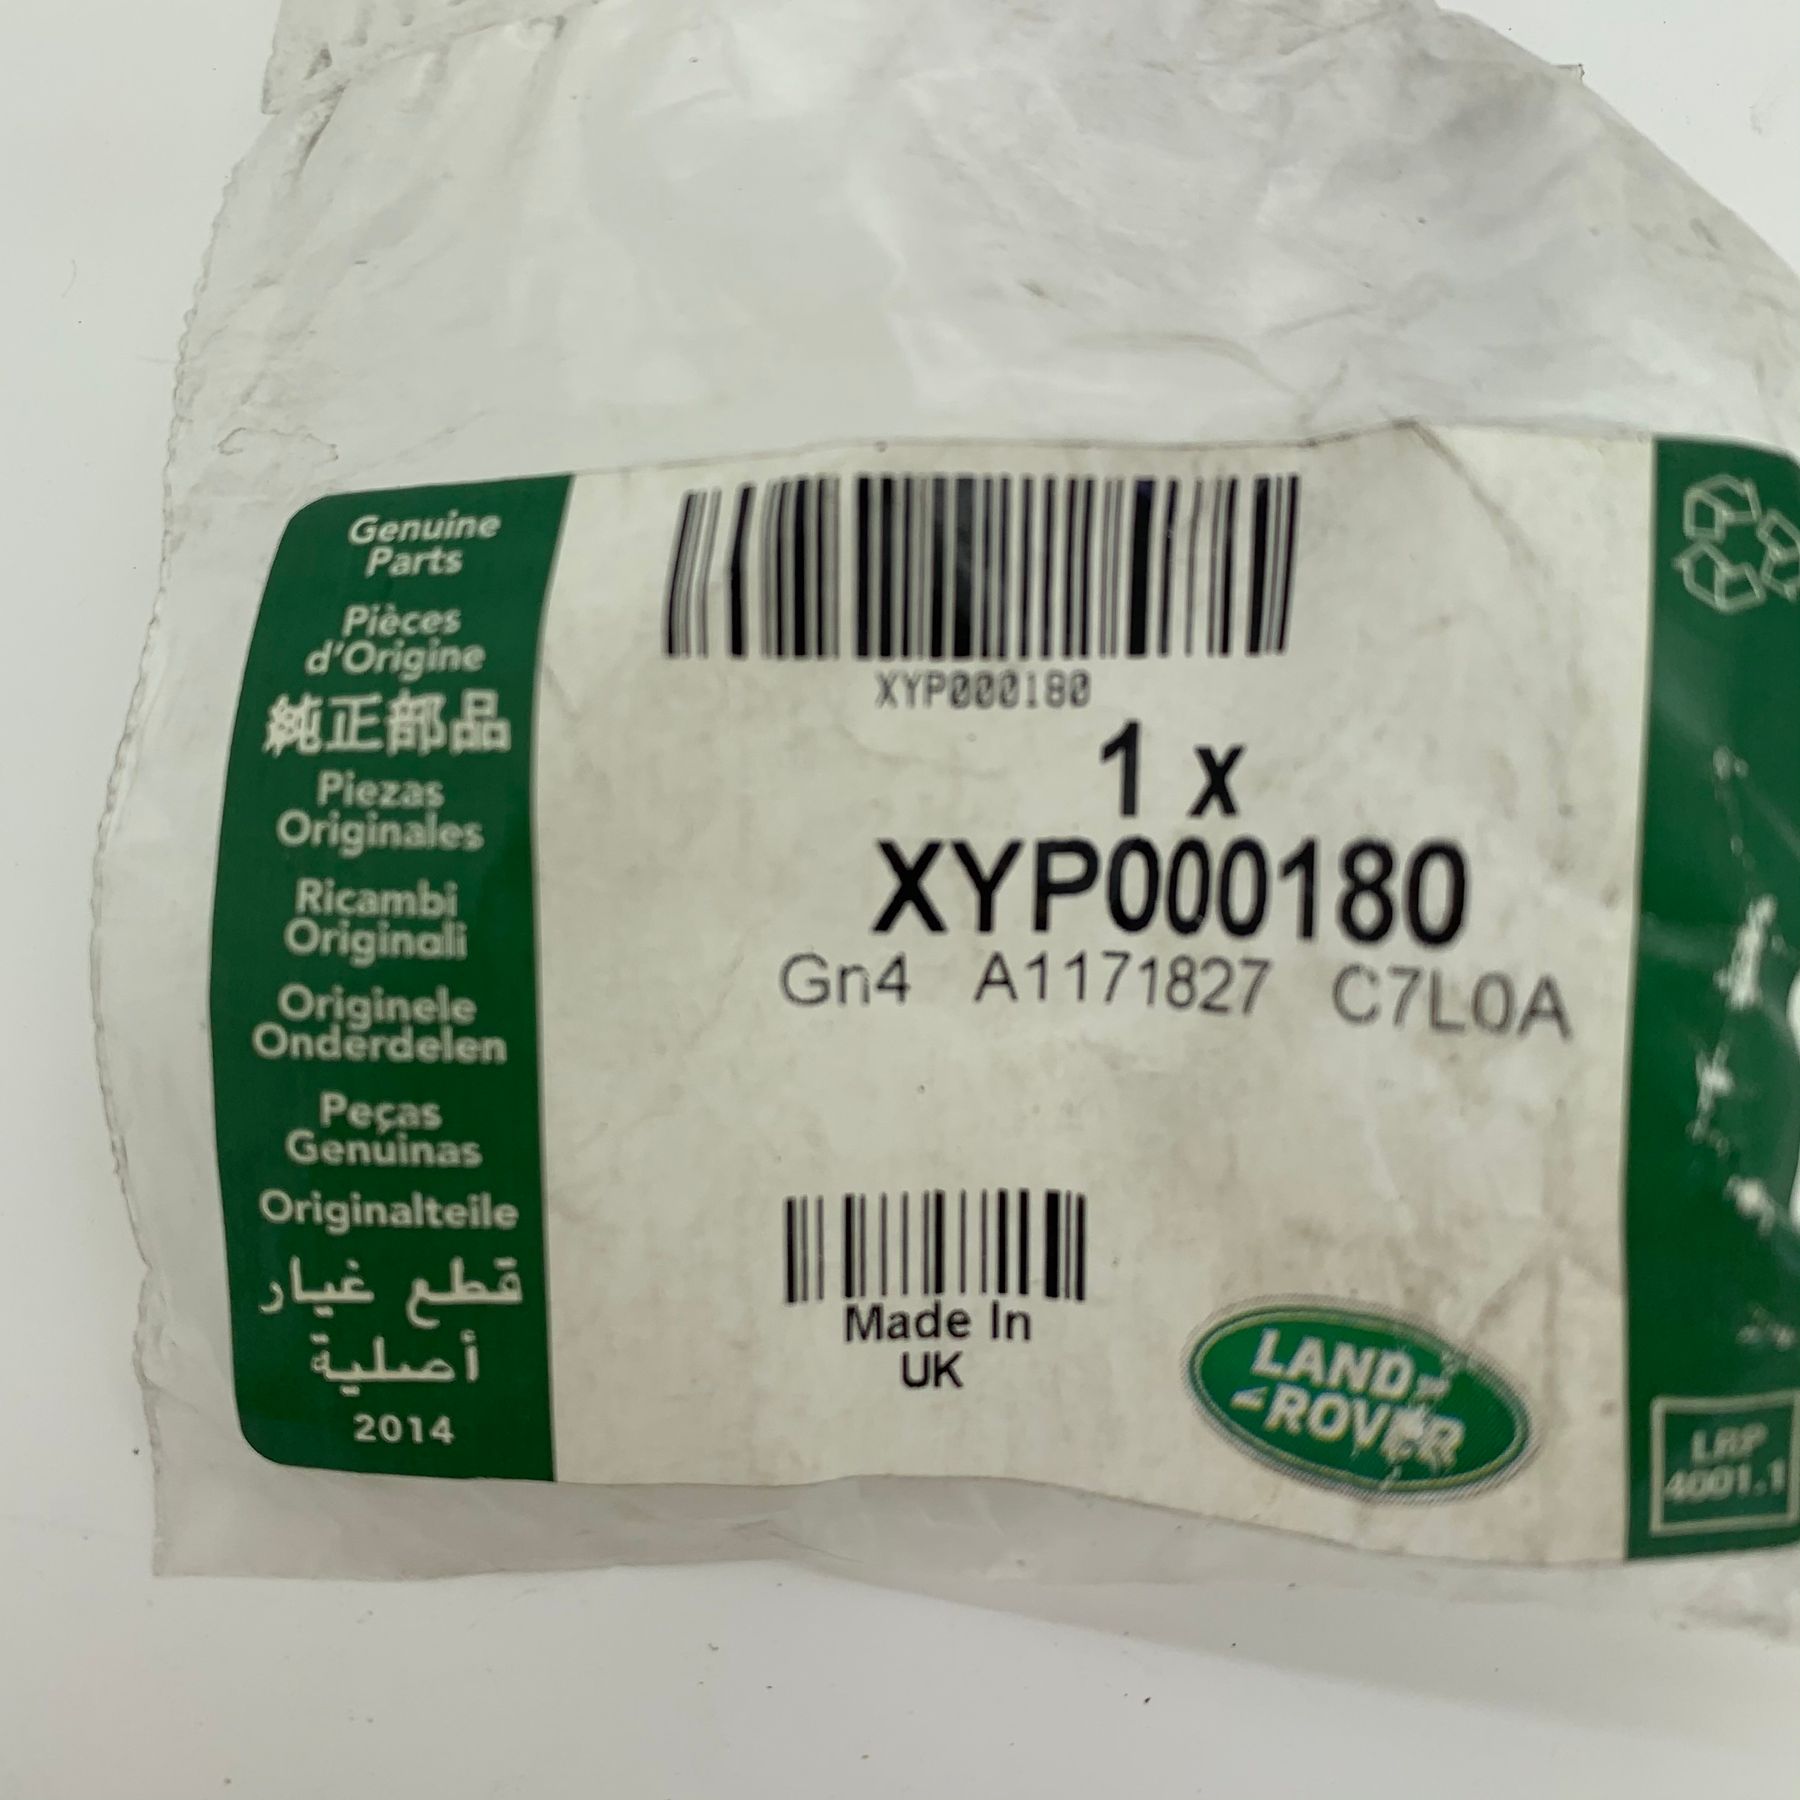 Genuine
Parts
Pièces
d'Origine
純正部品
Piezas
Originales
Ricambi
Originali
Originele
Onderdelen
Peças
Genuinas
Originalteile
قطع غيار
أصلية
2014
XYP000180
1 x
XYP000180
Gn4 A1171827 C7L0A
Made In
UK
LAND
ROVER
LRP
4001.1